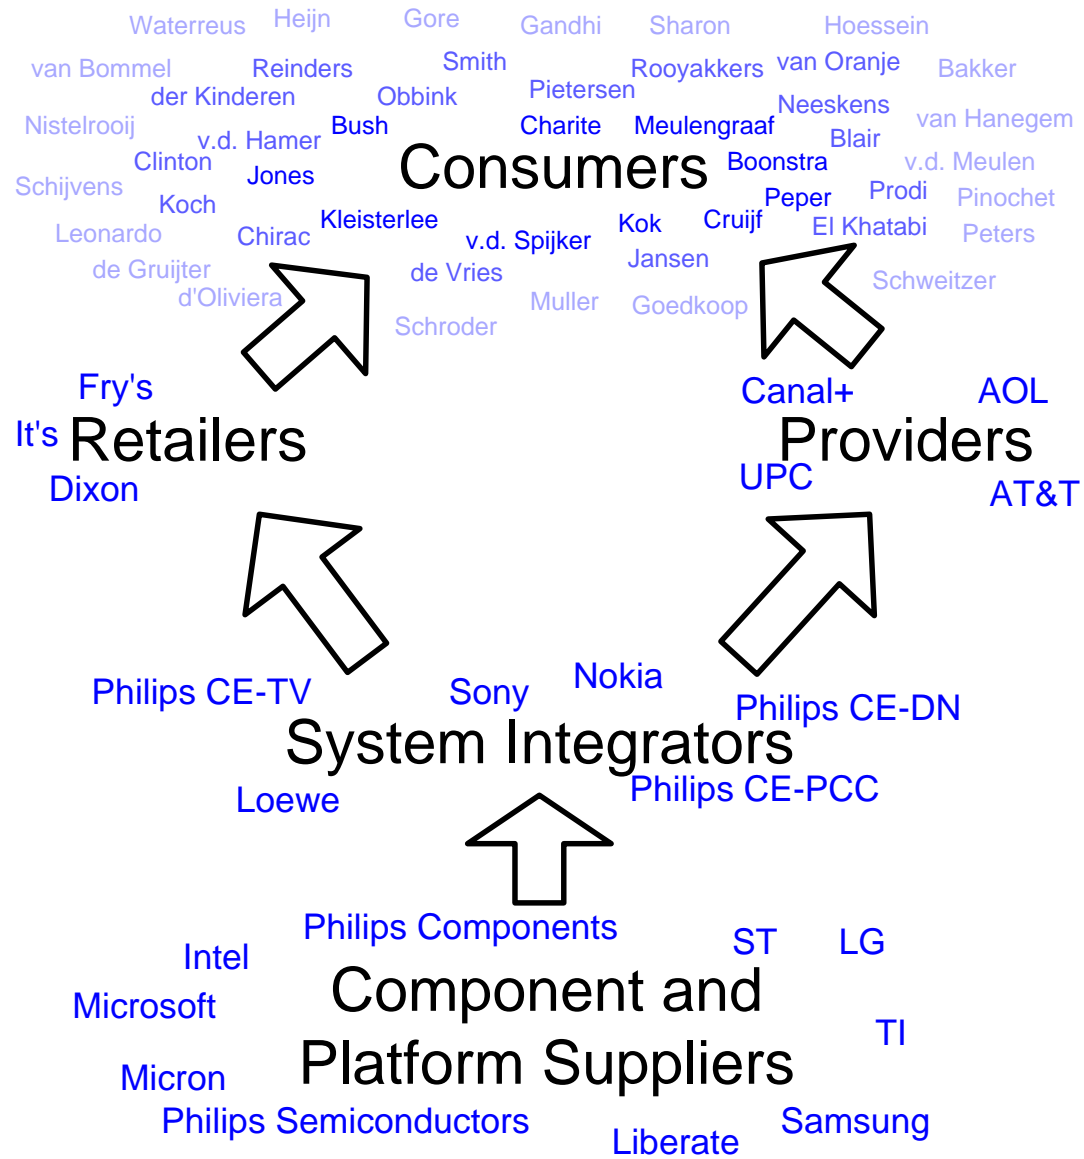 Waterreus
Heijn
Gore
Gandhi
Sharon
Hoessein
van Bommel
Reinders
Smith
Rooyakkers
van Oranje
Bakker
der Kinderen
Obbink
Pietersen
Neeskens
Nistelrooij
v.d. Hamer
Bush
Charite
Meulengraaf
Blair
van Hanegem
Clinton
Consumers
Boonstra
v.d. Meulen
Schijvens
Jones
Koch
Peper
Prodi
Pinochet
Leonardo
Chirac
Kleisterlee
v.d. Spijker
Kok
Cruijf
El Khatabi
Peters
de Gruijter
de Vries
Jansen
Schweitzer
d'Oliviera
Muller
Goedkoop
Schroder
Fry's
Canal+
AOL
It's
Retailers
Providers
Dixon
UPC
AT&T
Philips CE-TV
Sony
Nokia
Philips CE-DN
System Integrators
Loewe
Philips CE-PCC
Philips Components
Intel
ST
LG
Microsoft
Component and
TI
Micron
Platform Suppliers
Philips Semiconductors
Liberate
Samsung